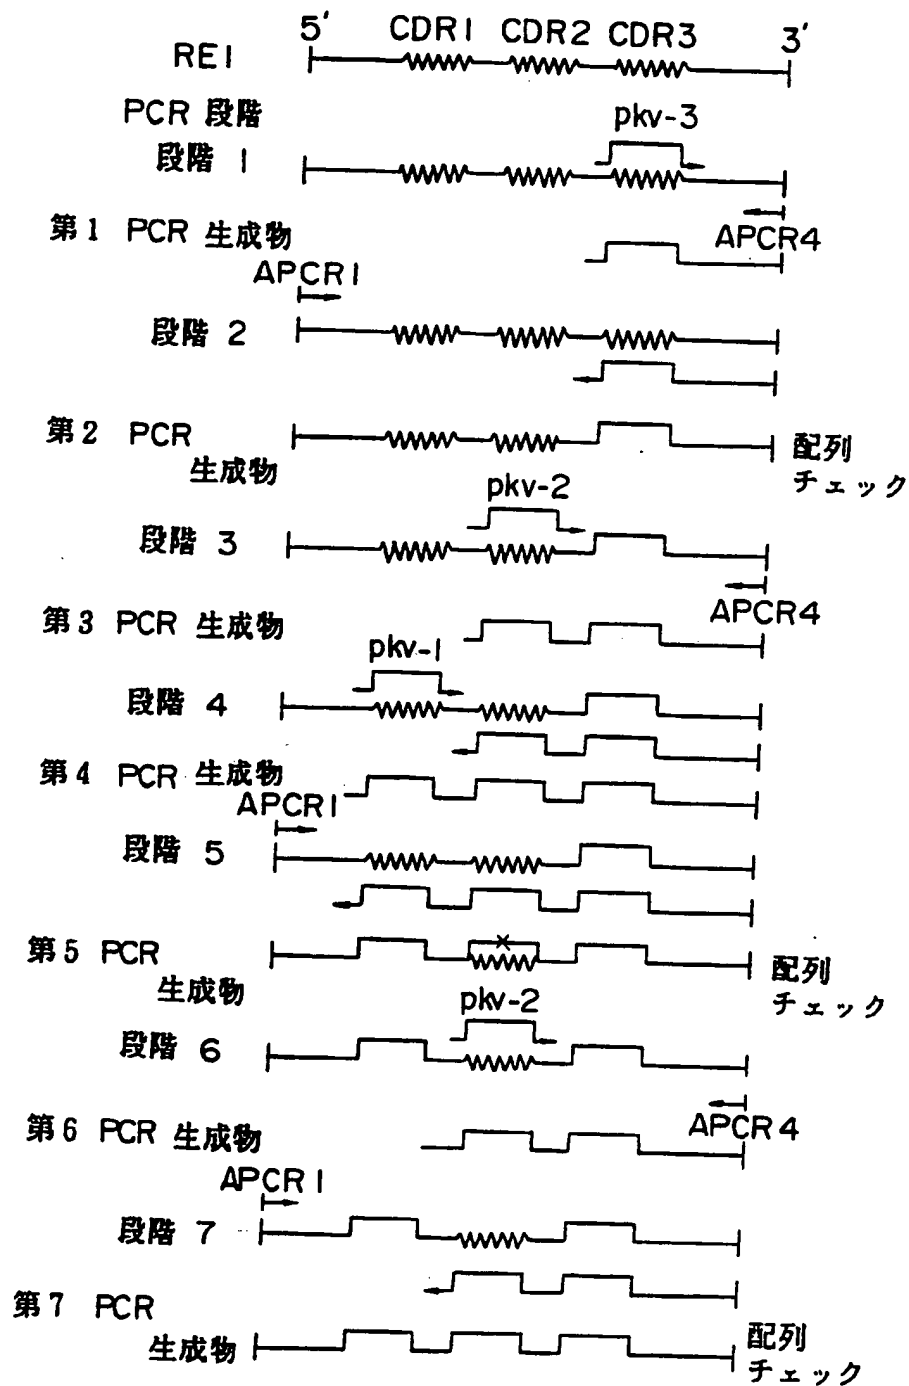 5′ CDR1 CDR2 CDR3 3′
RE1
PCR 段階
pkv-3
段階 1
第1 PCR 生成物
APCR4
APCR1
段階 2
第2 PCR
生成物
配列
チェック
pkv-2
段階 3
APCR4
第3 PCR 生成物
pkv-1
段階 4
第4 PCR 生成物
APCR1
段階 5
第5 PCR
生成物
×
配列
チェック
pkv-2
段階 6
APCR4
第6 PCR 生成物
APCR1
段階 7
第7 PCR
生成物
配列
チェック